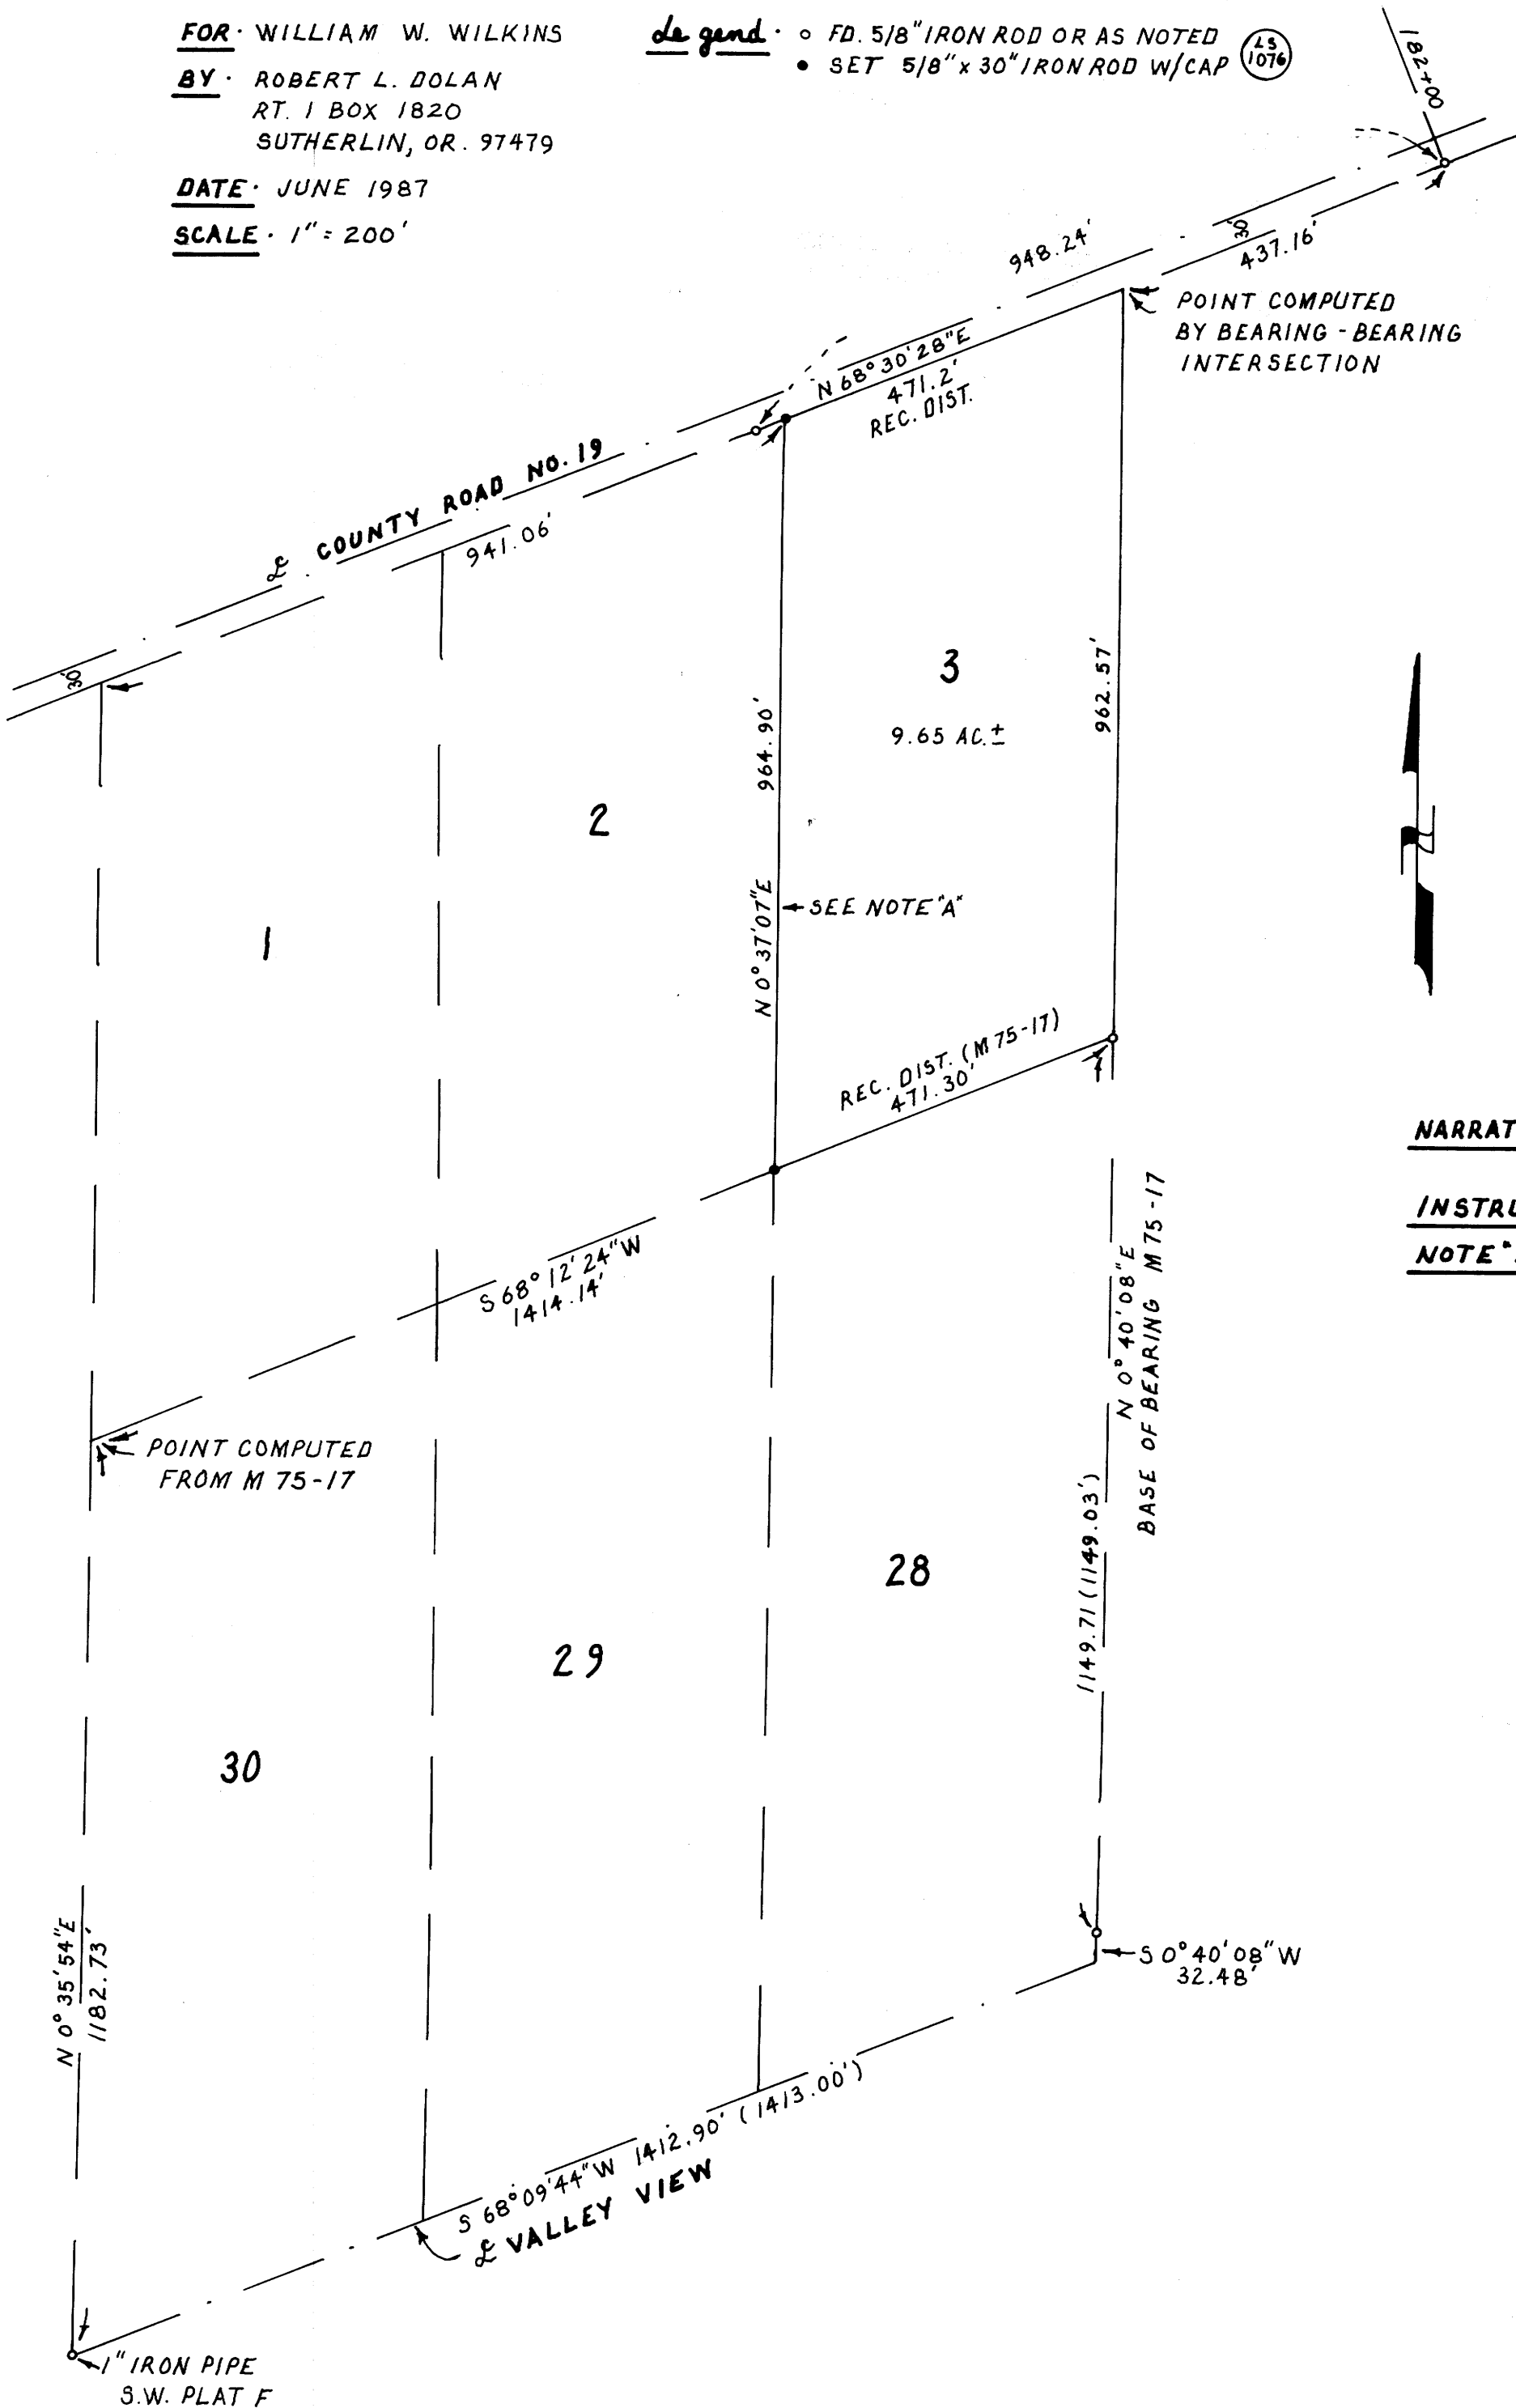 FOR · WILLIAM W. WILKINS
BY · ROBERT L. DOLAN
RT. 1 BOX 1820
SUTHERLIN, OR. 97479
DATE · JUNE 1987
SCALE · 1" = 200'
Legend · ○ FD. 5/8" IRON ROD OR AS NOTED
● SET 5/8" x 30" IRON ROD W/CAP
LS
1076
182+00
948.24'
30'
437.16'
POINT COMPUTED
BY BEARING - BEARING
INTERSECTION
N 68° 30' 28" E
471.2'
REC. DIST.
℄ COUNTY ROAD NO. 19
941.06'
30'
3
9.65 AC. ±
964.90'
962.57'
2
1
N 0° 37' 07" E
SEE NOTE "A"
REC. DIST. (M 75-17)
471.30'
NARRAT
INSTRU
NOTE "
S 68° 12' 24" W
1414.14'
N 0° 40' 08" E
BASE OF BEARING M 75-17
POINT COMPUTED
FROM M 75-17
1149.71 (1149.03')
28
29
30
N 0° 35' 54" E
1182.73'
S 0° 40' 08" W
32.48'
S 68° 09' 44" W 1412.90' (1413.00')
℄ VALLEY VIEW
1" IRON PIPE
S.W. PLAT F